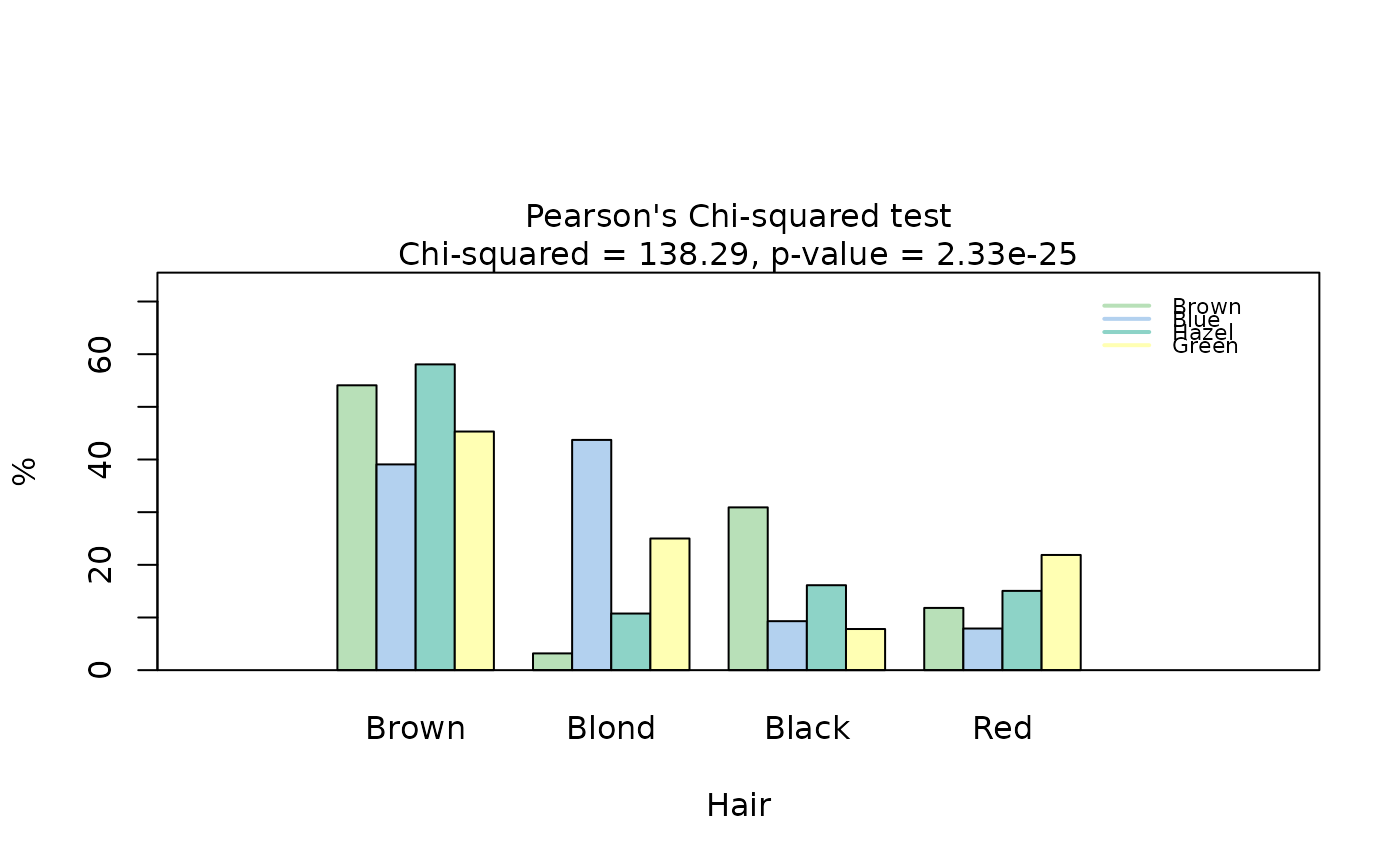 Pearson's Chi-squared test
Chi-squared = 138.29, p-value = 2.33e-25
Brown
Blue
Hazel
Green
%
60
40
20
0
Brown Blond Black Red
Hair